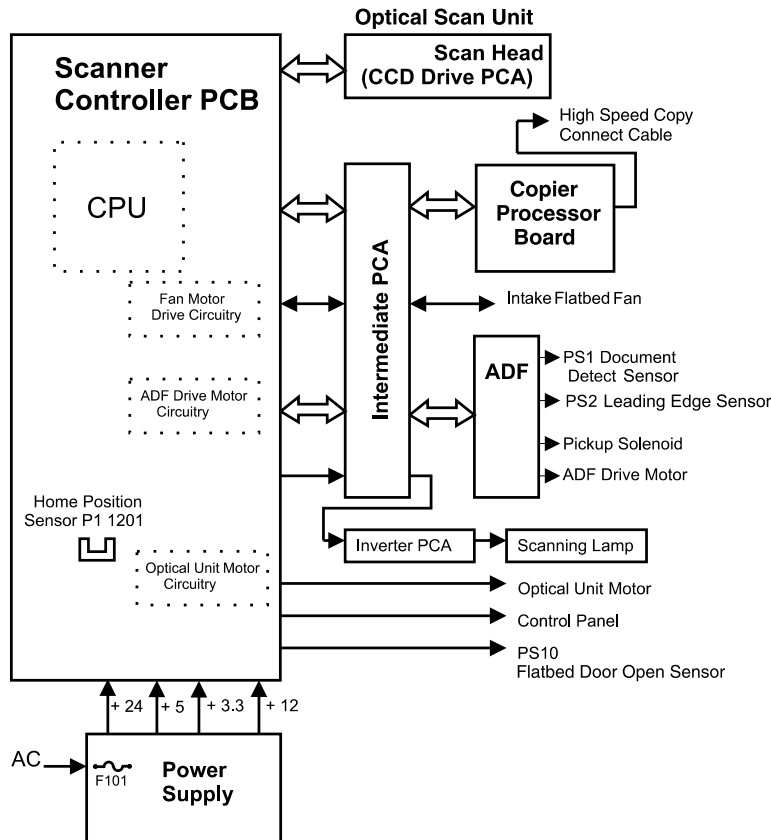 Optical Scan Unit
Scanner
Controller PCB
Scan Head
(CCD Drive PCA)
High Speed Copy
Connect Cable
CPU
Intermediate PCA
Copier
Processor
Board
Fan Motor
Drive Circuitry
Intake Flatbed Fan
ADF Drive Motor
Circuitry
ADF
PS1 Document
Detect Sensor
PS2 Leading Edge Sensor
Pickup Solenoid
ADF Drive Motor
Home Position
Sensor P1 1201
Inverter PCA
Scanning Lamp
Optical Unit Motor
Circuitry
Optical Unit Motor
Control Panel
PS10
Flatbed Door Open Sensor
+ 24
+ 5
+ 3.3
+ 12
AC
F101
Power
Supply